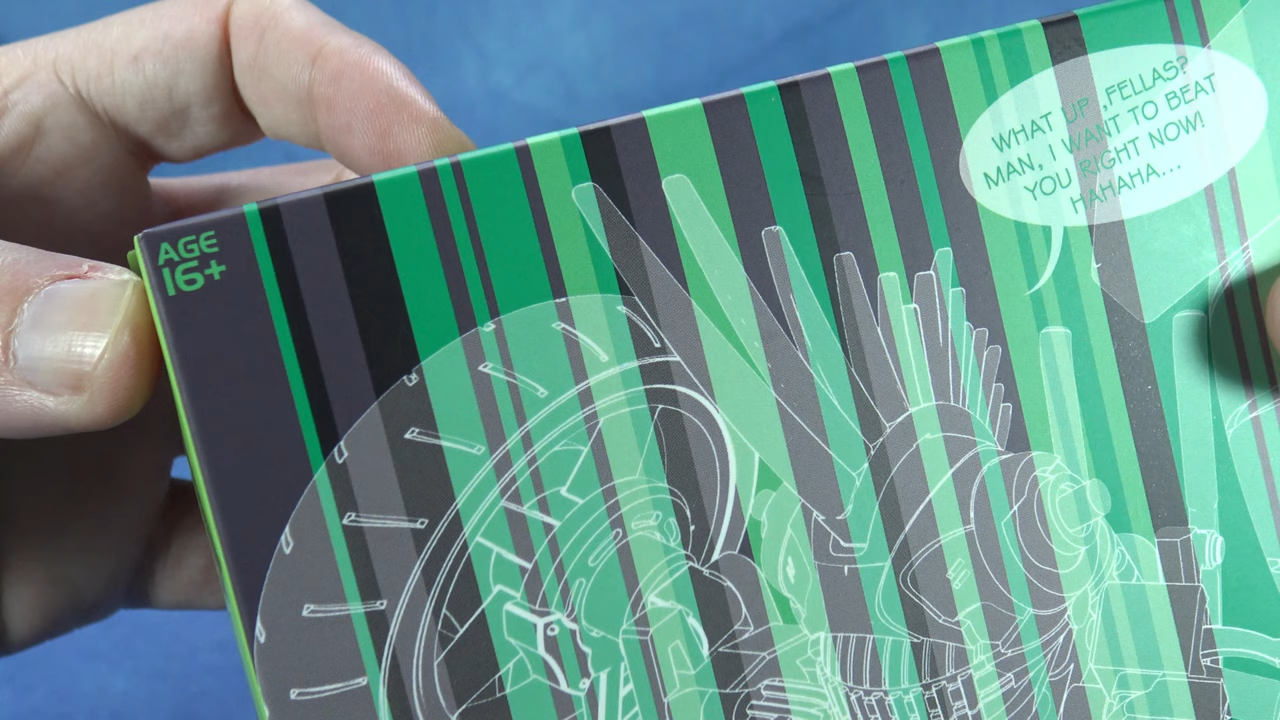 AGE
16+
WHAT UP ,FELLAS?
MAN, I WANT TO BEAT
YOU RIGHT NOW!
HAHAHA...